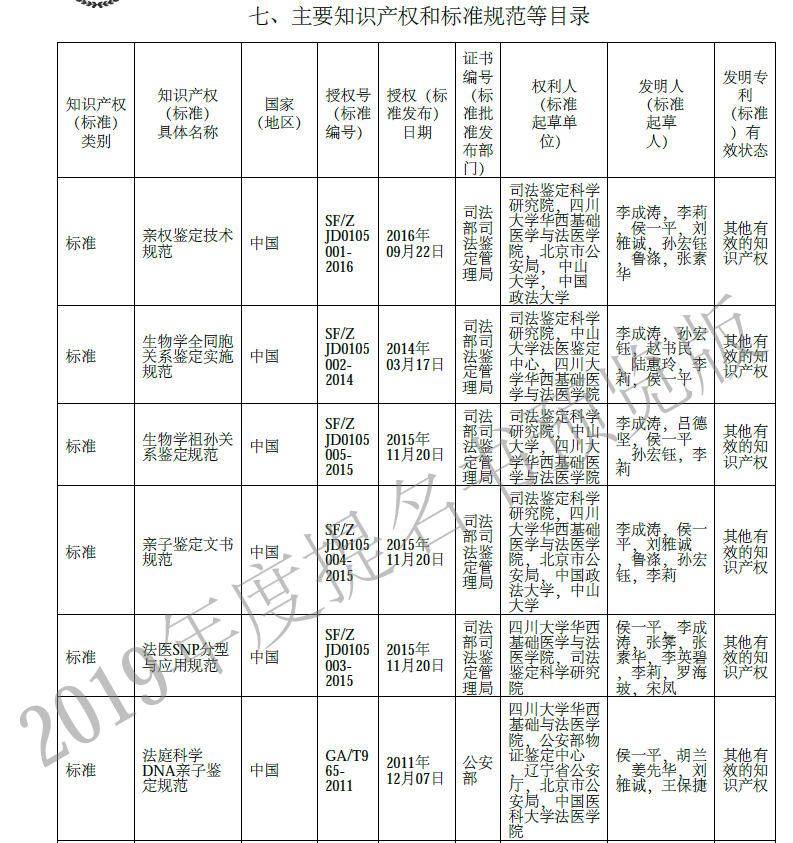 七、主要知识产权和标准规范等目录
知识产权
（标准）
类别
知识产权
（标准）
具体名称
国家
（地区）
授权号
（标准
编号）
授权（标
准发布）
日期
证书
编号
（标
准批
准发
布部
门）
权利人
（标准
起草单
位）
发明人
（标准
起草
人）
发明专
利
（标准
）有
效状态
标准
亲权鉴定技术
规范
中国
SF/Z
JD0105
001-
2016
2016年
09月22日
司法
部司
法鉴
定管
理局
司法鉴定科学
研究院，四川
大学华西基础
医学与法医学
院，北京市公
安局， 中山
大学， 中国
政法大学
李成涛，李莉
，侯一平，刘
雅诚，孙宏钰
，鲁涤，张素
华
其他有
效的知
识产权
标准
生物学全同胞
关系鉴定实施
规范
中国
SF/Z
JD0105
002-
2014
2014年
03月17日
司法
部司
法鉴
定管
理局
司法鉴定科学
研究院，中山
大学法医鉴定
中心，四川大
学华西基础医
学与法医学院
李成涛，孙宏
钰，赵书民
，陆惠玲，李
莉，侯一平
其他有
效的知
识产权
标准
生物学祖孙关
系鉴定规范
中国
SF/Z
JD0105
005-
2015
2015年
11月20日
司法
部司
法鉴
定管
理局
司法鉴定科学
研究院，中山
大学，四川大
学华西基础医
学与法医学院
李成涛，吕德
坚，侯一平
，孙宏钰，李
莉
其他有
效的知
识产权
标准
亲子鉴定文书
规范
中国
SF/Z
JD0105
004-
2015
2015年
11月20日
司法
部司
法鉴
定管
理局
司法鉴定科学
研究院，四川
大学华西基础
医学与法医学
院，北京市公
安局，中国政
法大学，中山
大学
李成涛，侯一
平，刘雅诚
，鲁涤，孙宏
钰，李莉
其他有
效的知
识产权
标准
法医SNP分型
与应用规范
中国
SF/Z
JD0105
003-
2015
2015年
11月20日
司法
部司
法鉴
定管
理局
四川大学华西
基础医学与法
医学院，司法
鉴定科学研究
院
侯一平，李成
涛，张霁，张
素华，李英碧
，李莉，罗海
玻，宋凤
其他有
效的知
识产权
标准
法庭科学
DNA亲子鉴
定规范
中国
GA/T9
65-
2011
2011年
12月07日
公安
部
四川大学华西
基础与法医学
院，公安部物
证鉴定中心
，辽宁省公安
厅，北京市公
安局，中国医
科大学法医学
院
侯一平，胡兰
，姜先华，刘
雅诚，王保捷
其他有
效的知
识产权
2019年度提名书预览版